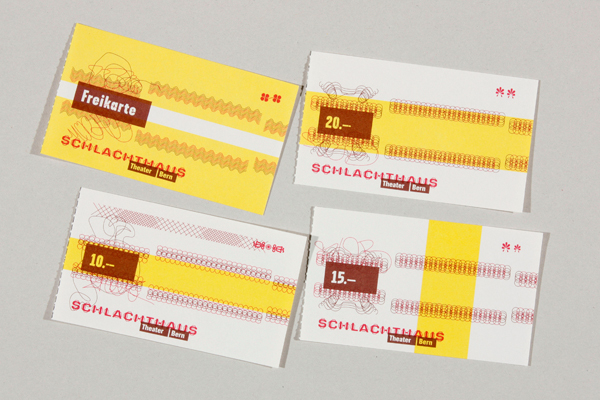 Freikarte
SCHLACHTHAUS
Theater Bern
20.–
SCHLACHTHAUS
Theater Bern
10.–
SCHLACHTHAUS
Theater Bern
15.–
SCHLACHTHAUS
Theater Bern